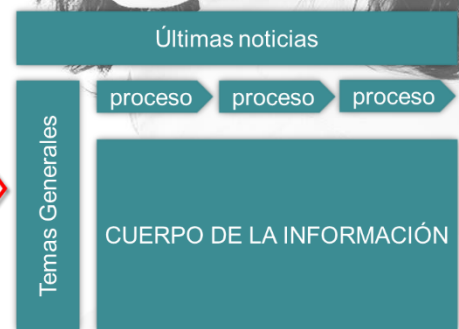 Últimas noticias
Temas Generales
proceso
proceso
proceso
CUERPO DE LA INFORMACIÓN